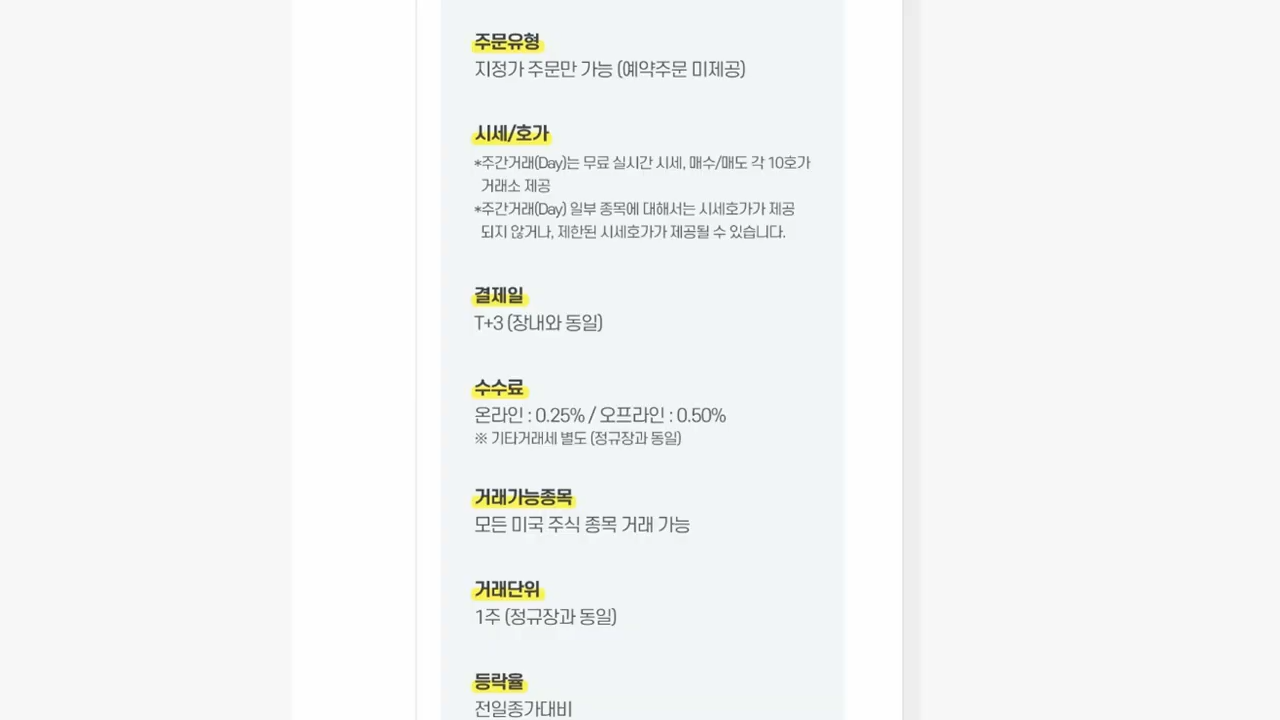 주문유형
지정가 주문만 가능 (예약주문 미제공)
시세/호가
*주간거래(Day)는 무료 실시간 시세, 매수/매도 각 10호가
거래소 제공
*주간거래(Day) 일부 종목에 대해서는 시세호가가 제공
되지 않거나, 제한된 시세호가가 제공될 수 있습니다.
결제일
T+3 (장내와 동일)
수수료
온라인 : 0.25% / 오프라인 : 0.50%
※ 기타거래세 별도 (정규장과 동일)
거래가능종목
모든 미국 주식 종목 거래 가능
거래단위
1주 (정규장과 동일)
등락율
전일종가대비